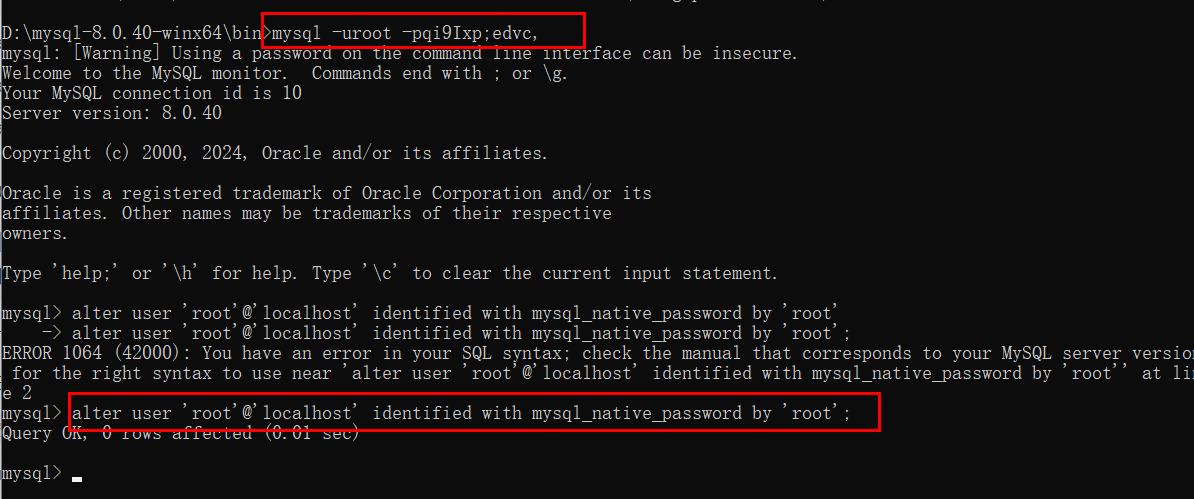 D:\mysql-8.0.40-winx64\bin>mysql -uroot -pqi9Ixp;edvc,
mysql: [Warning] Using a password on the command line interface can be insecure.
Welcome to the MySQL monitor.  Commands end with ; or \g.
Your MySQL connection id is 10
Server version: 8.0.40
Copyright (c) 2000, 2024, Oracle and/or its affiliates.
Oracle is a registered trademark of Oracle Corporation and/or its
affiliates. Other names may be trademarks of their respective
owners.
Type 'help;' or '\h' for help. Type '\c' to clear the current input statement.
mysql> alter user 'root'@'localhost' identified with mysql_native_password by 'root'
    -> alter user 'root'@'localhost' identified with mysql_native_password by 'root';
ERROR 1064 (42000): You have an error in your SQL syntax; check the manual that corresponds to your MySQL server version
for the right syntax to use near 'alter user 'root'@'localhost' identified with mysql_native_password by 'root'' at lin
e 2
mysql> alter user 'root'@'localhost' identified with mysql_native_password by 'root';
Query OK, 0 rows affected (0.01 sec)
mysql>